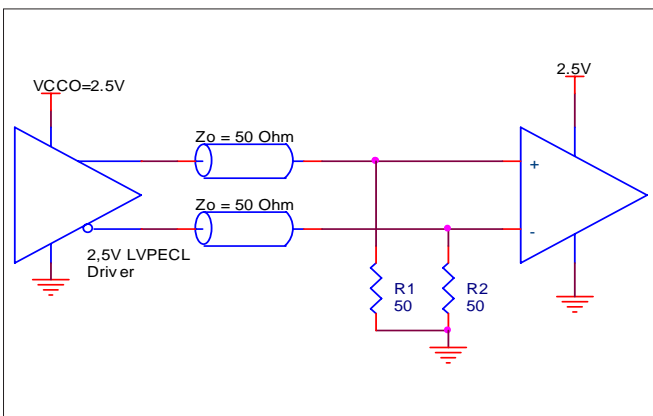 VCCO=2.5V
2.5V
Zo = 50 Ohm
+
Zo = 50 Ohm
-
2,5V LVPECL
Driver
R1
50
R2
50